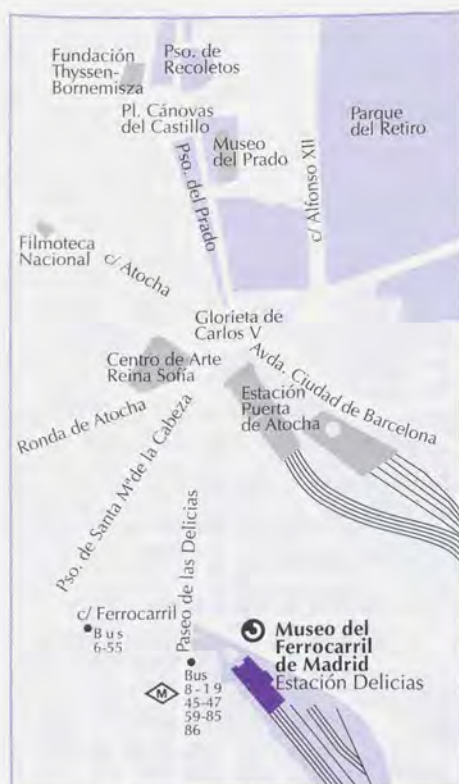 Fundación
Thyssen-
Bornemisza
Pso. de
Recoletos
Pl. Cánovas
del Castillo
Museo
del Prado
Parque
del Retiro
Pso. del Prado
c/ Alfonso XII
Filmoteca
Nacional
c/ Atocha
Glorieta de
Carlos V
Centro de Arte
Reina Sofía
Avda. Ciudad de Barcelona
Estación
Puerta
de Atocha
Ronda de Atocha
Pso. de Santa Mª de la Cabeza
Paseo de las Delicias
c/ Ferrocarril
Bus
6-55
M
Bus
8-19
45-47
59-85
86
Museo del
Ferrocarril
de Madrid
Estación Delicias